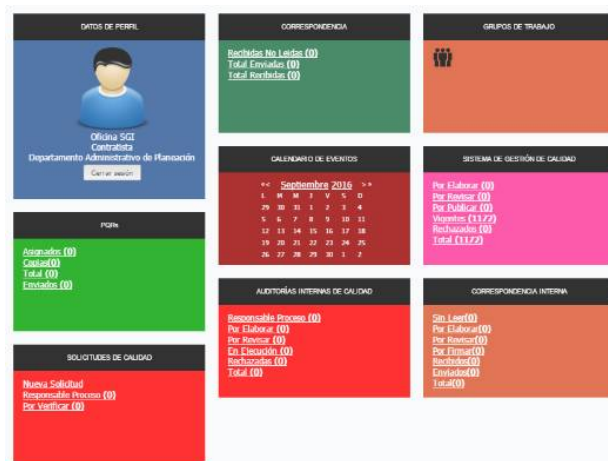 DATOS DE PERFIL
Oficina SGI
Contratista
Departamento Administrativo de Planeación
Cerrar sesión
PQRs
Asignados (0)
Copias(0)
Total (0)
Enviados (0)
SOLICITUDES DE CALIDAD
Nueva Solicitud
Responsable Proceso (0)
Por Verificar (0)
CORRESPONDENCIA
Recibidas No Leidas (0)
Total Enviadas (0)
Total Recibidas (0)
CALENDARIO DE EVENTOS
<< Septiembre 2016 >>
L M M J V S D
29 30 31 1 2 3 4
5 6 7 8 9 10 11
12 13 14 15 16 17 18
19 20 21 22 23 24 25
26 27 28 29 30 1 2
AUDITORÍAS INTERNAS DE CALIDAD
Responsable Proceso (0)
Por Elaborar (0)
Por Revisar (0)
En Ejecución (0)
Rechazadas (0)
Total (0)
GRUPOS DE TRABAJO
SISTEMA DE GESTIÓN DE CALIDAD
Por Elaborar (0)
Por Revisar (0)
Por Publicar (0)
Vigentes (1177)
Rechazados (0)
Total (1177)
CORRESPONDENCIA INTERNA
Sin Leer(0)
Por Elaborar(0)
Por Revisar(0)
Por Firmar(0)
Recibidos(0)
Enviados(0)
Total(0)